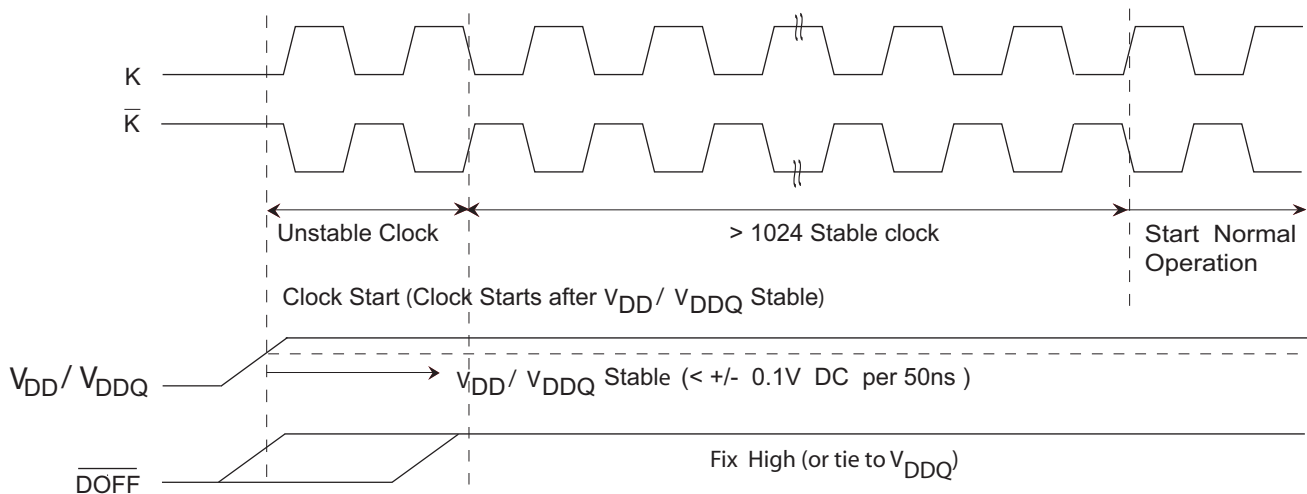 K
K̅
Unstable Clock
> 1024 Stable clock
Start Normal
Operation
Clock Start (Clock Starts after VDD / VDDQ Stable)
VDD / VDDQ
VDD / VDDQ Stable (< +/- 0.1V DC per 50ns )
D̅O̅F̅F̅
Fix High (or tie to VDDQ)